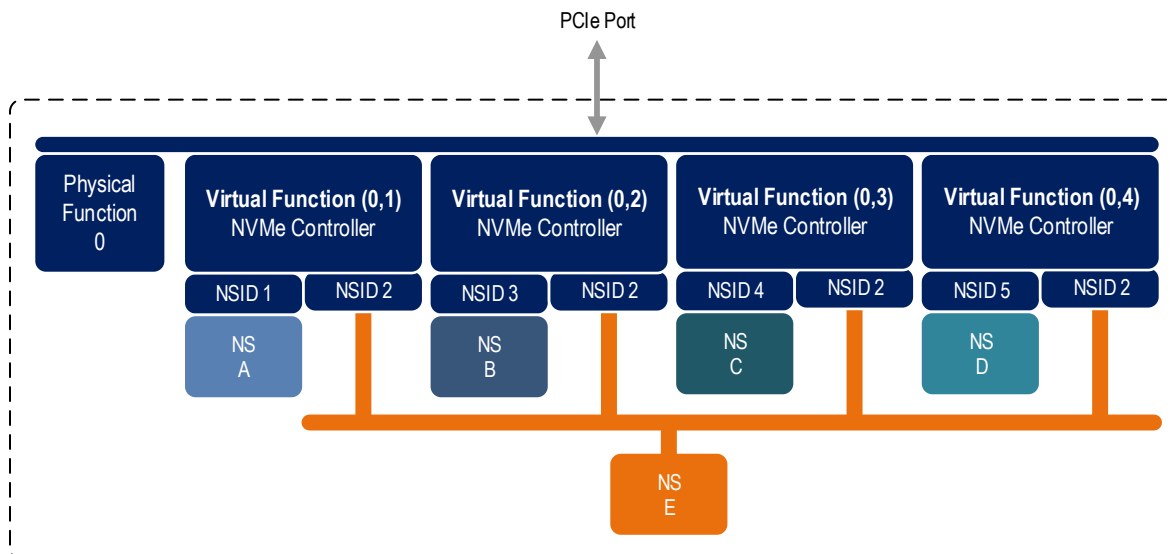 PCIe Port
Physical
Function
0
Virtual Function (0,1)
NVMe Controller
Virtual Function (0,2)
NVMe Controller
Virtual Function (0,3)
NVMe Controller
Virtual Function (0,4)
NVMe Controller
NSID 1
NSID 2
NSID 3
NSID 2
NSID 4
NSID 2
NSID 5
NSID 2
NS
A
NS
B
NS
C
NS
D
NS
E